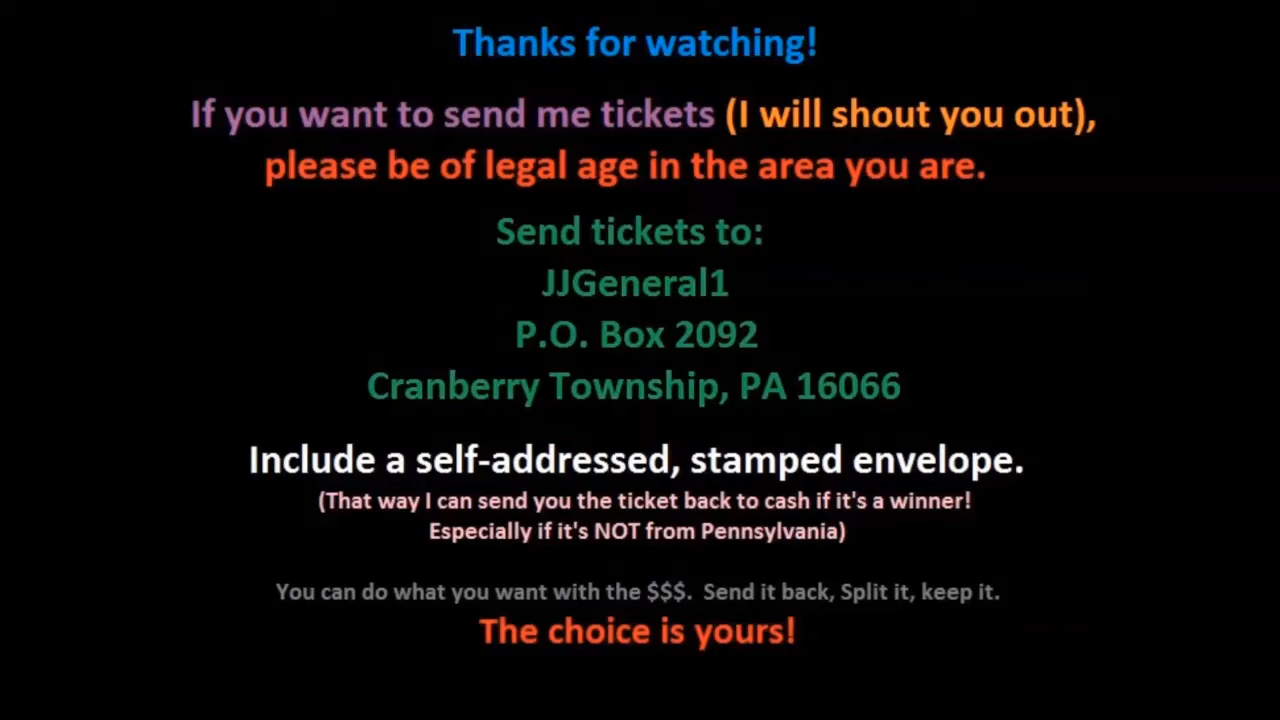 Thanks for watching!
If you want to send me tickets (I will shout you out),
please be of legal age in the area you are.
Send tickets to:
JJGeneral1
P.O. Box 2092
Cranberry Township, PA 16066
Include a self-addressed, stamped envelope.
(That way I can send you the ticket back to cash if it's a winner!
Especially if it's NOT from Pennsylvania)
You can do what you want with the $$$.  Send it back, Split it, keep it.
The choice is yours!